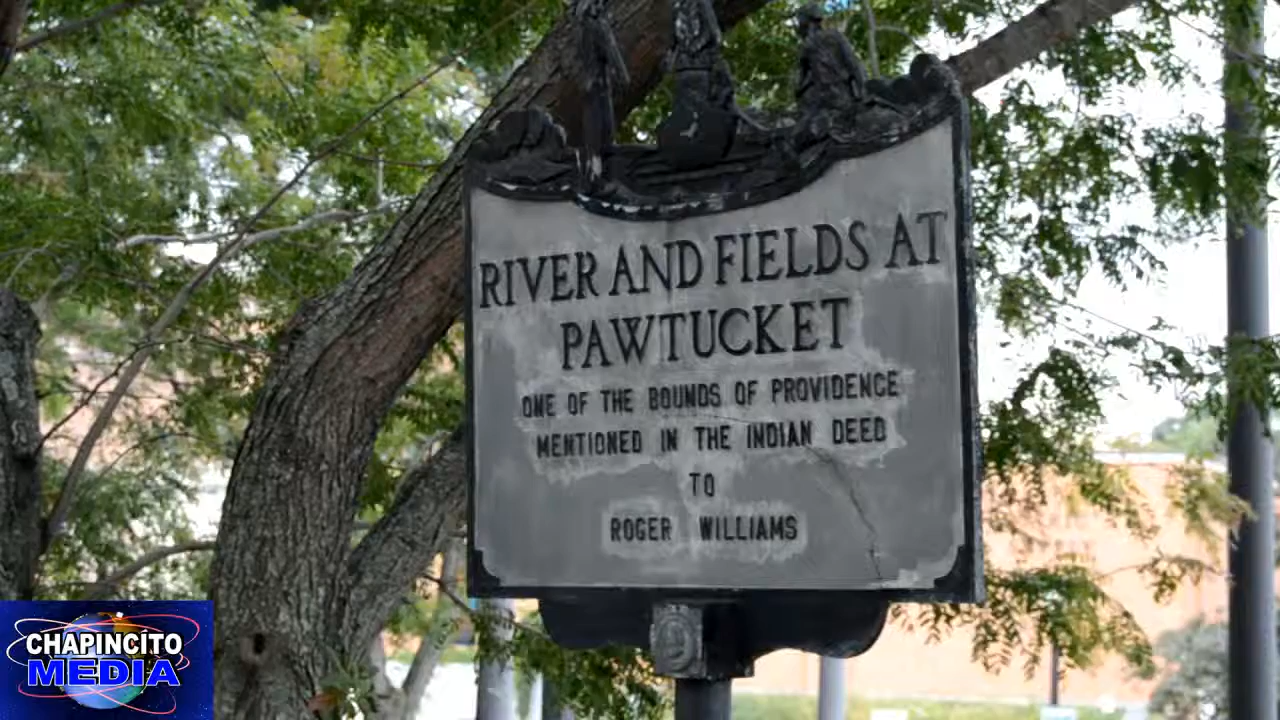 RIVER AND FIELDS AT
PAWTUCKET
ONE OF THE BOUNDS OF PROVIDENCE
MENTIONED IN THE INDIAN DEED
TO
ROGER WILLIAMS
CHAPINCITO
MEDIA